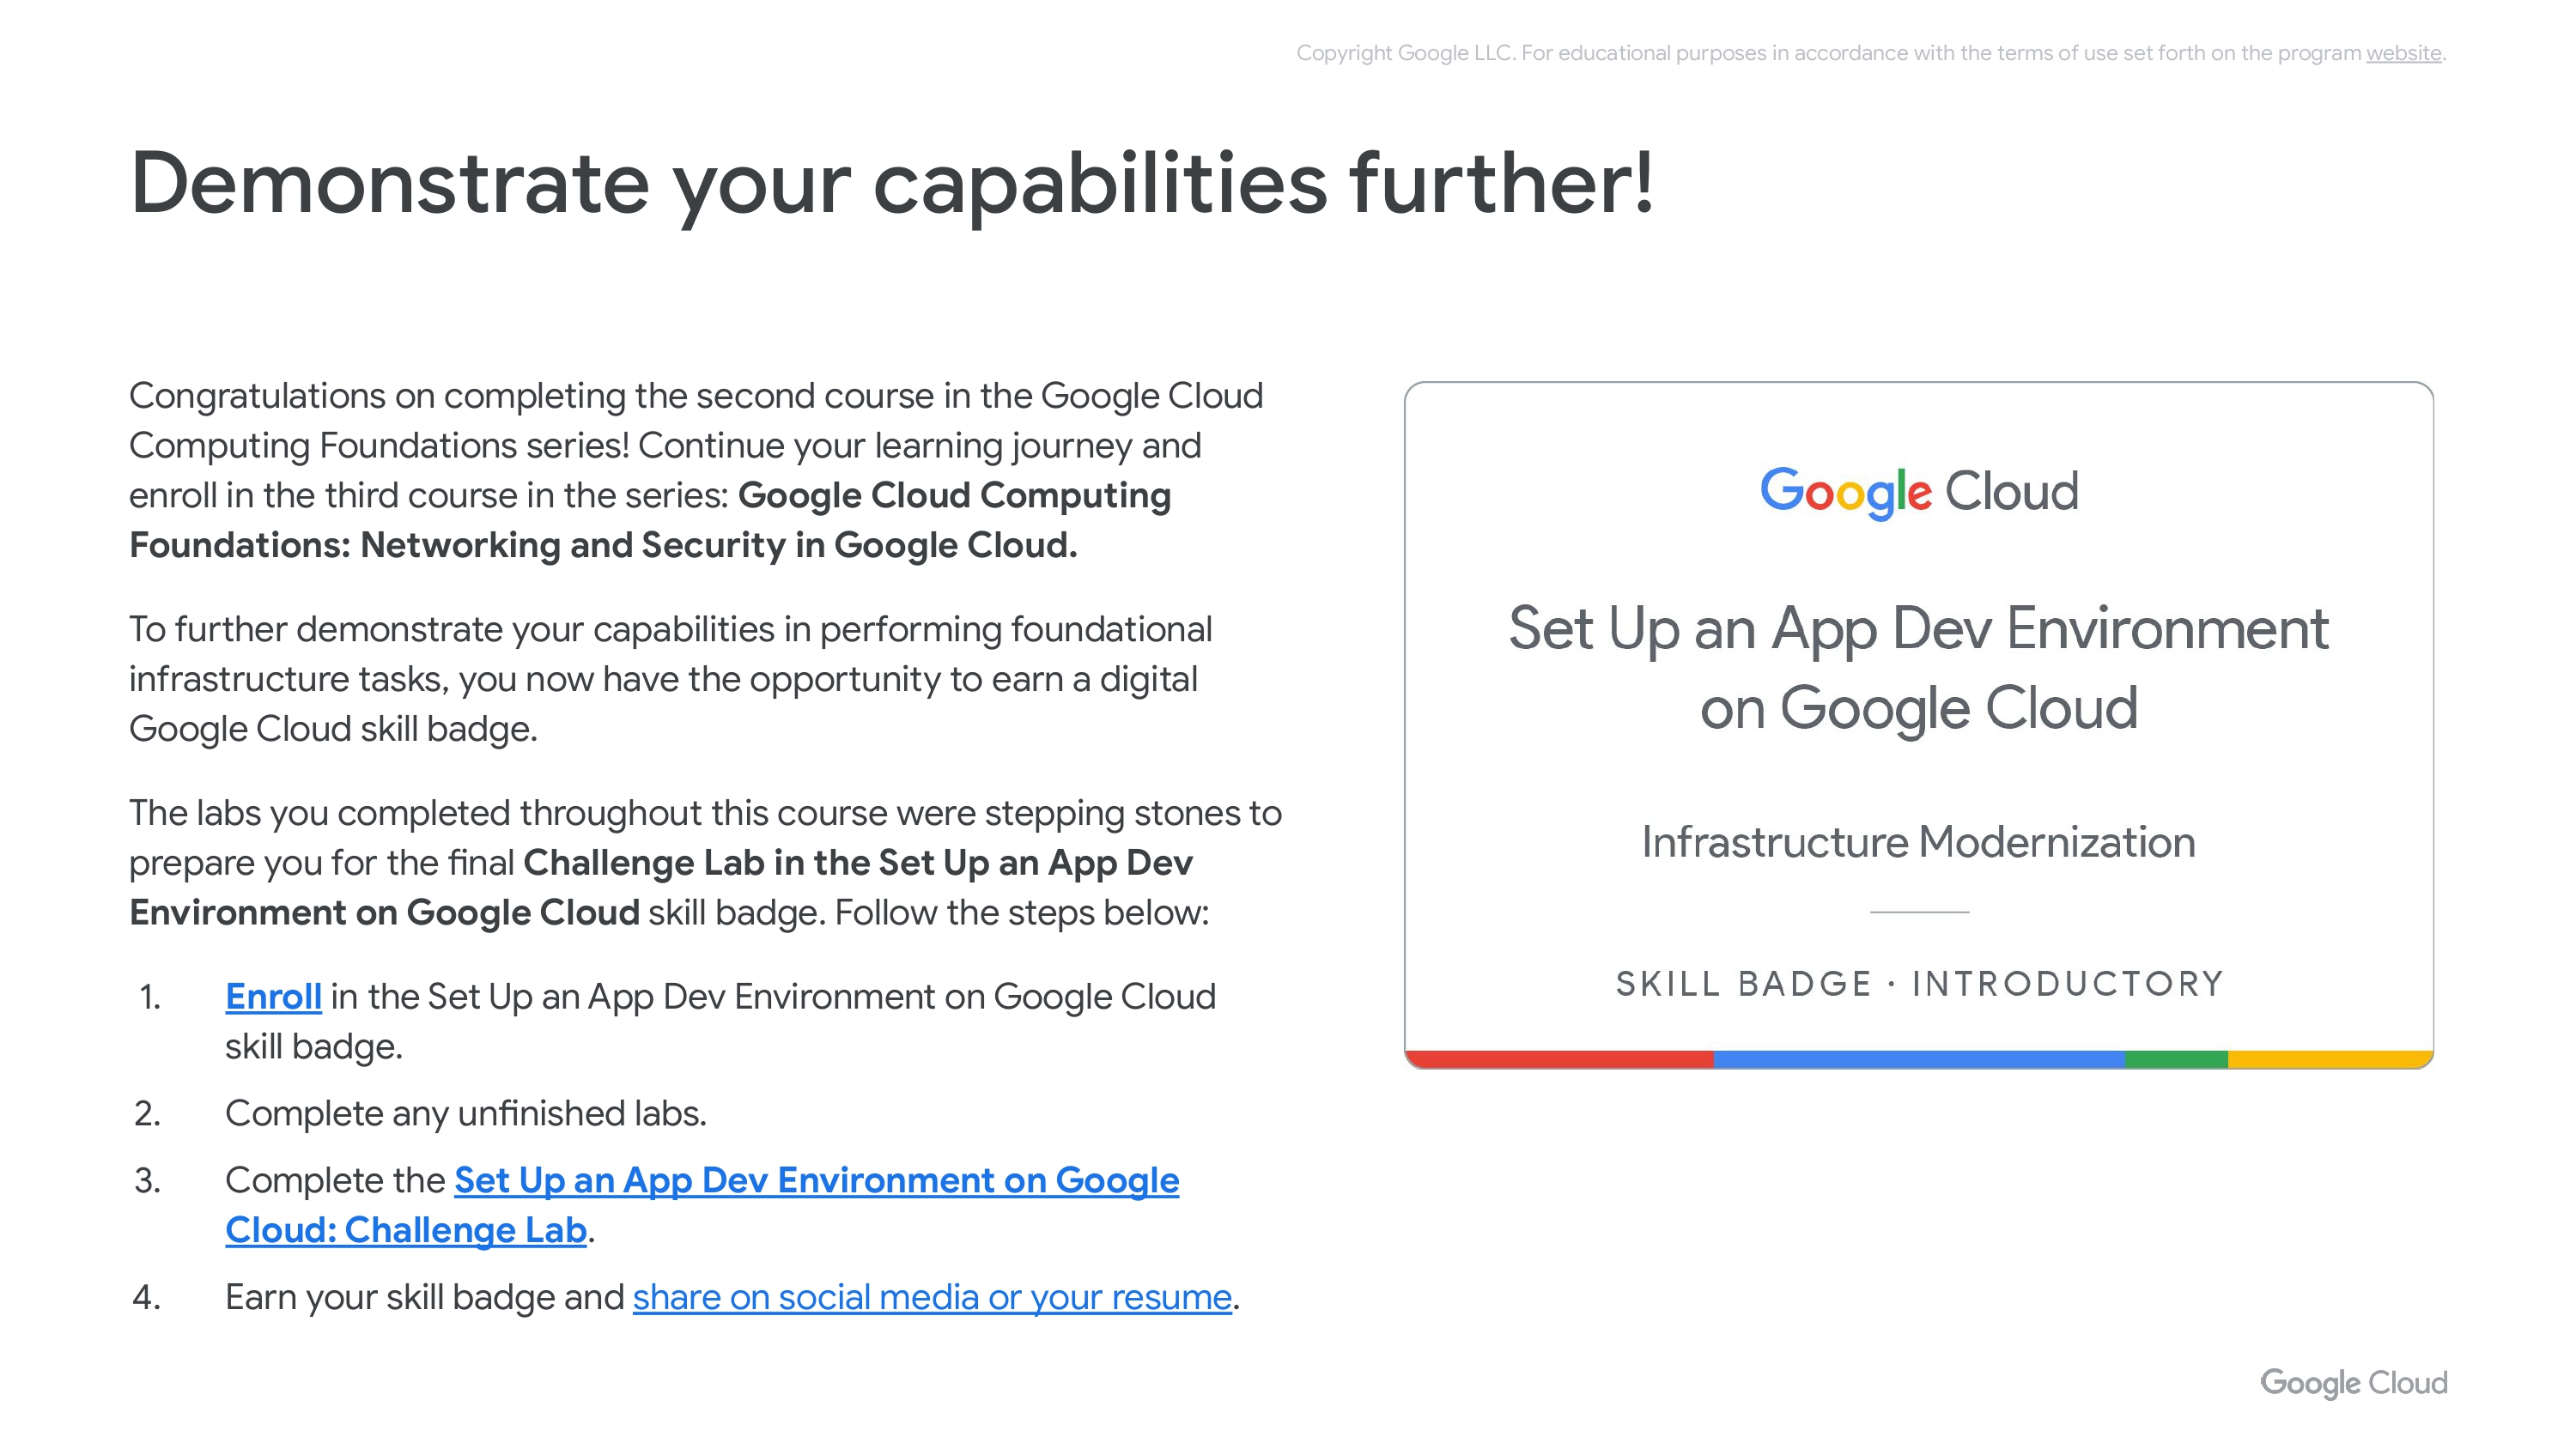 Copyright Google LLC. For educational purposes in accordance with the terms of use set forth on the program website.
Demonstrate your capabilities further!
Congratulations on completing the second course in the Google Cloud
Computing Foundations series! Continue your learning journey and
enroll in the third course in the series: Google Cloud Computing
Foundations: Networking and Security in Google Cloud.
To further demonstrate your capabilities in performing foundational
infrastructure tasks, you now have the opportunity to earn a digital
Google Cloud skill badge.
The labs you completed throughout this course were stepping stones to
prepare you for the final Challenge Lab in the Set Up an App Dev
Environment on Google Cloud skill badge. Follow the steps below:
1. Enroll in the Set Up an App Dev Environment on Google Cloud
skill badge.
2. Complete any unfinished labs.
3. Complete the Set Up an App Dev Environment on Google
Cloud: Challenge Lab.
4. Earn your skill badge and share on social media or your resume.
Google Cloud
Set Up an App Dev Environment
on Google Cloud
Infrastructure Modernization
SKILL BADGE · INTRODUCTORY
Google Cloud